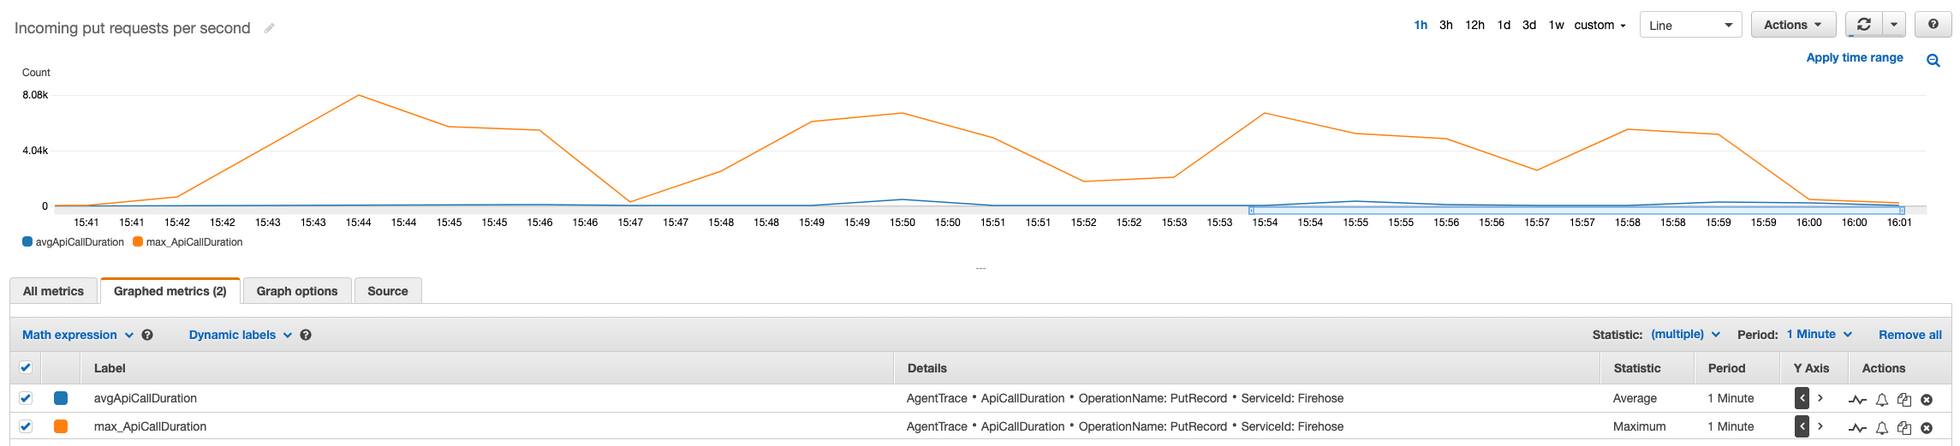 Incoming put requests per second
1h 3h 12h 1d 3d 1w custom Line Actions
Apply time range
Count
8.08k
4.04k
0
15:41 15:41 15:42 15:42 15:43 15:43 15:44 15:44 15:45 15:45 15:46 15:46 15:47 15:47 15:48 15:48 15:49 15:49 15:50 15:50 15:51 15:51 15:52 15:52 15:53 15:53 15:54 15:54 15:55 15:55 15:56 15:56 15:57 15:57 15:58 15:58 15:59 15:59 16:00 16:00 16:01
avgApiCallDuration max_ApiCallDuration
All metrics Graphed metrics (2) Graph options Source
Math expression Dynamic labels Statistic: (multiple) Period: 1 Minute Remove all
Label Details Statistic Period Y Axis Actions
avgApiCallDuration AgentTrace • ApiCallDuration • OperationName: PutRecord • ServiceId: Firehose Average 1 Minute
max_ApiCallDuration AgentTrace • ApiCallDuration • OperationName: PutRecord • ServiceId: Firehose Maximum 1 Minute